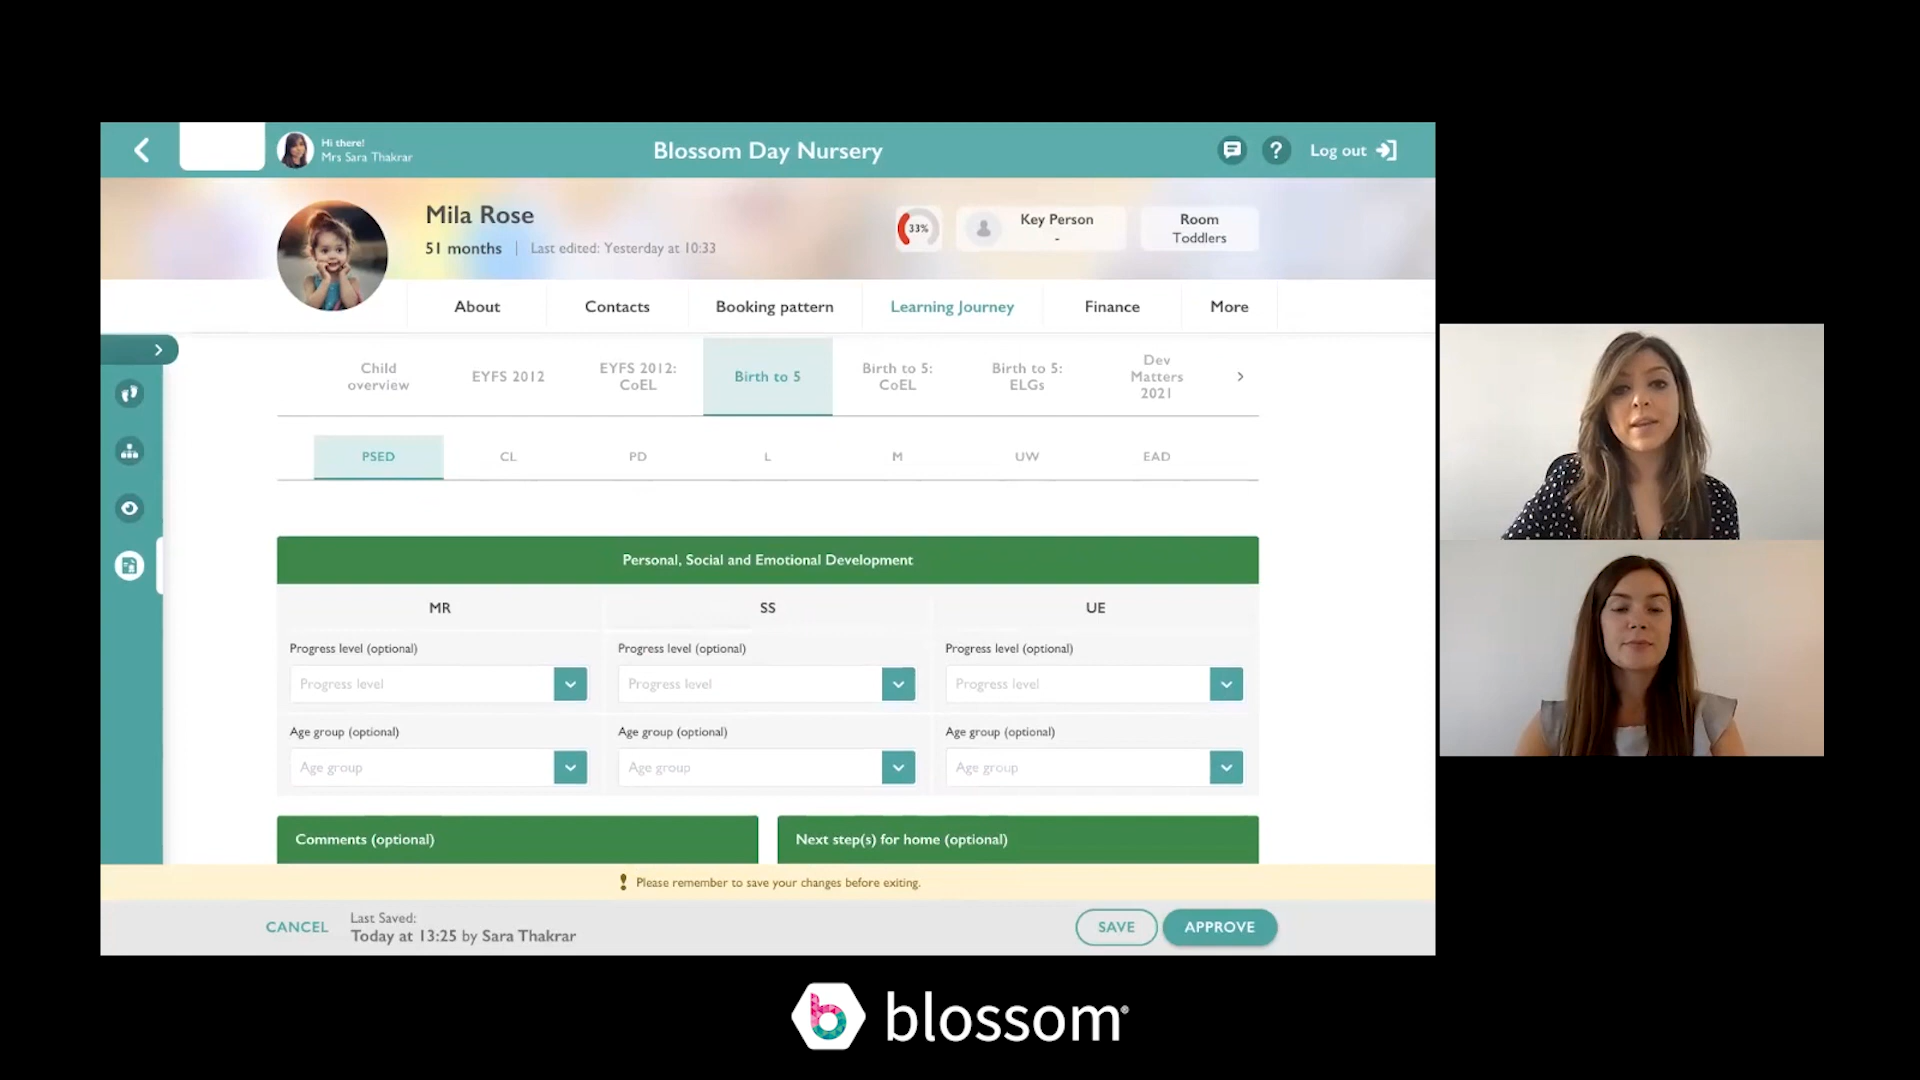 Hi there!
Mrs Sara Thakrar
Blossom Day Nursery
?
Log out
Mila Rose
51 months
Last edited: Yesterday at 10:33
33%
Key Person
-
Room
Toddlers
About
Contacts
Booking pattern
Learning Journey
Finance
More
Child
overview
EYFS 2012
EYFS 2012:
CoEL
Birth to 5
Birth to 5:
CoEL
Birth to 5:
ELGs
Dev
Matters
2021
PSED
CL
PD
L
M
UW
EAD
Personal, Social and Emotional Development
MR
SS
UE
Progress level (optional)
Progress level (optional)
Progress level (optional)
Progress level
Progress level
Progress level
Age group (optional)
Age group (optional)
Age group (optional)
Age group
Age group
Age group
Comments (optional)
Next step(s) for home (optional)
! Please remember to save your changes before exiting.
CANCEL
Last Saved:
Today at 13:25 by Sara Thakrar
SAVE
APPROVE
b blossom®